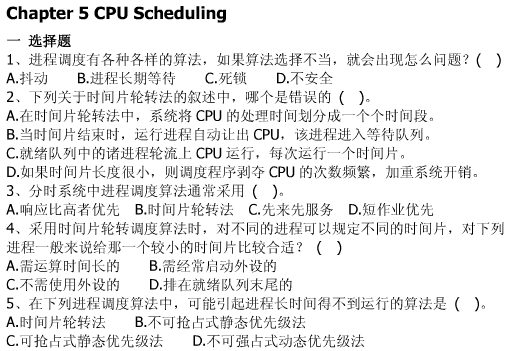 Chapter 5 CPU Scheduling
一 选择题
1、进程调度有各种各样的算法，如果算法选择不当，就会出现怎么问题？（ ）
A.抖动 B.进程长期等待 C.死锁 D.不安全
2、下列关于时间片轮转法的叙述中，哪个是错误的（ ）。
A.在时间片轮转法中，系统将 CPU 的处理时间划分成一个个时间段。
B.当时间片结束时，运行进程自动让出 CPU，该进程进入等待队列。
C.就绪队列中的诸进程轮流上 CPU 运行，每次运行一个时间片。
D.如果时间片长度很小，则调度程序剥夺 CPU 的次数频繁，加重系统开销。
3、分时系统中进程调度算法通常采用（ ）。
A.响应比高者优先 B.时间片轮转法 C.先来先服务 D.短作业优先
4、采用时间片轮转调度算法时，对不同的进程可以规定不同的时间片，对下列
进程一般来说给那一个较小的时间片比较合适？（ ）
A.需运算时间长的 B.需经常启动外设的
C.不需使用外设的 D.排在就绪队列末尾的
5、在下列进程调度算法中，可能引起进程长时间得不到运行的算法是（ ）。
A.时间片轮转法 B.不可抢占式静态优先级法
C.可抢占式静态优先级法 D.不可强占式动态优先级法